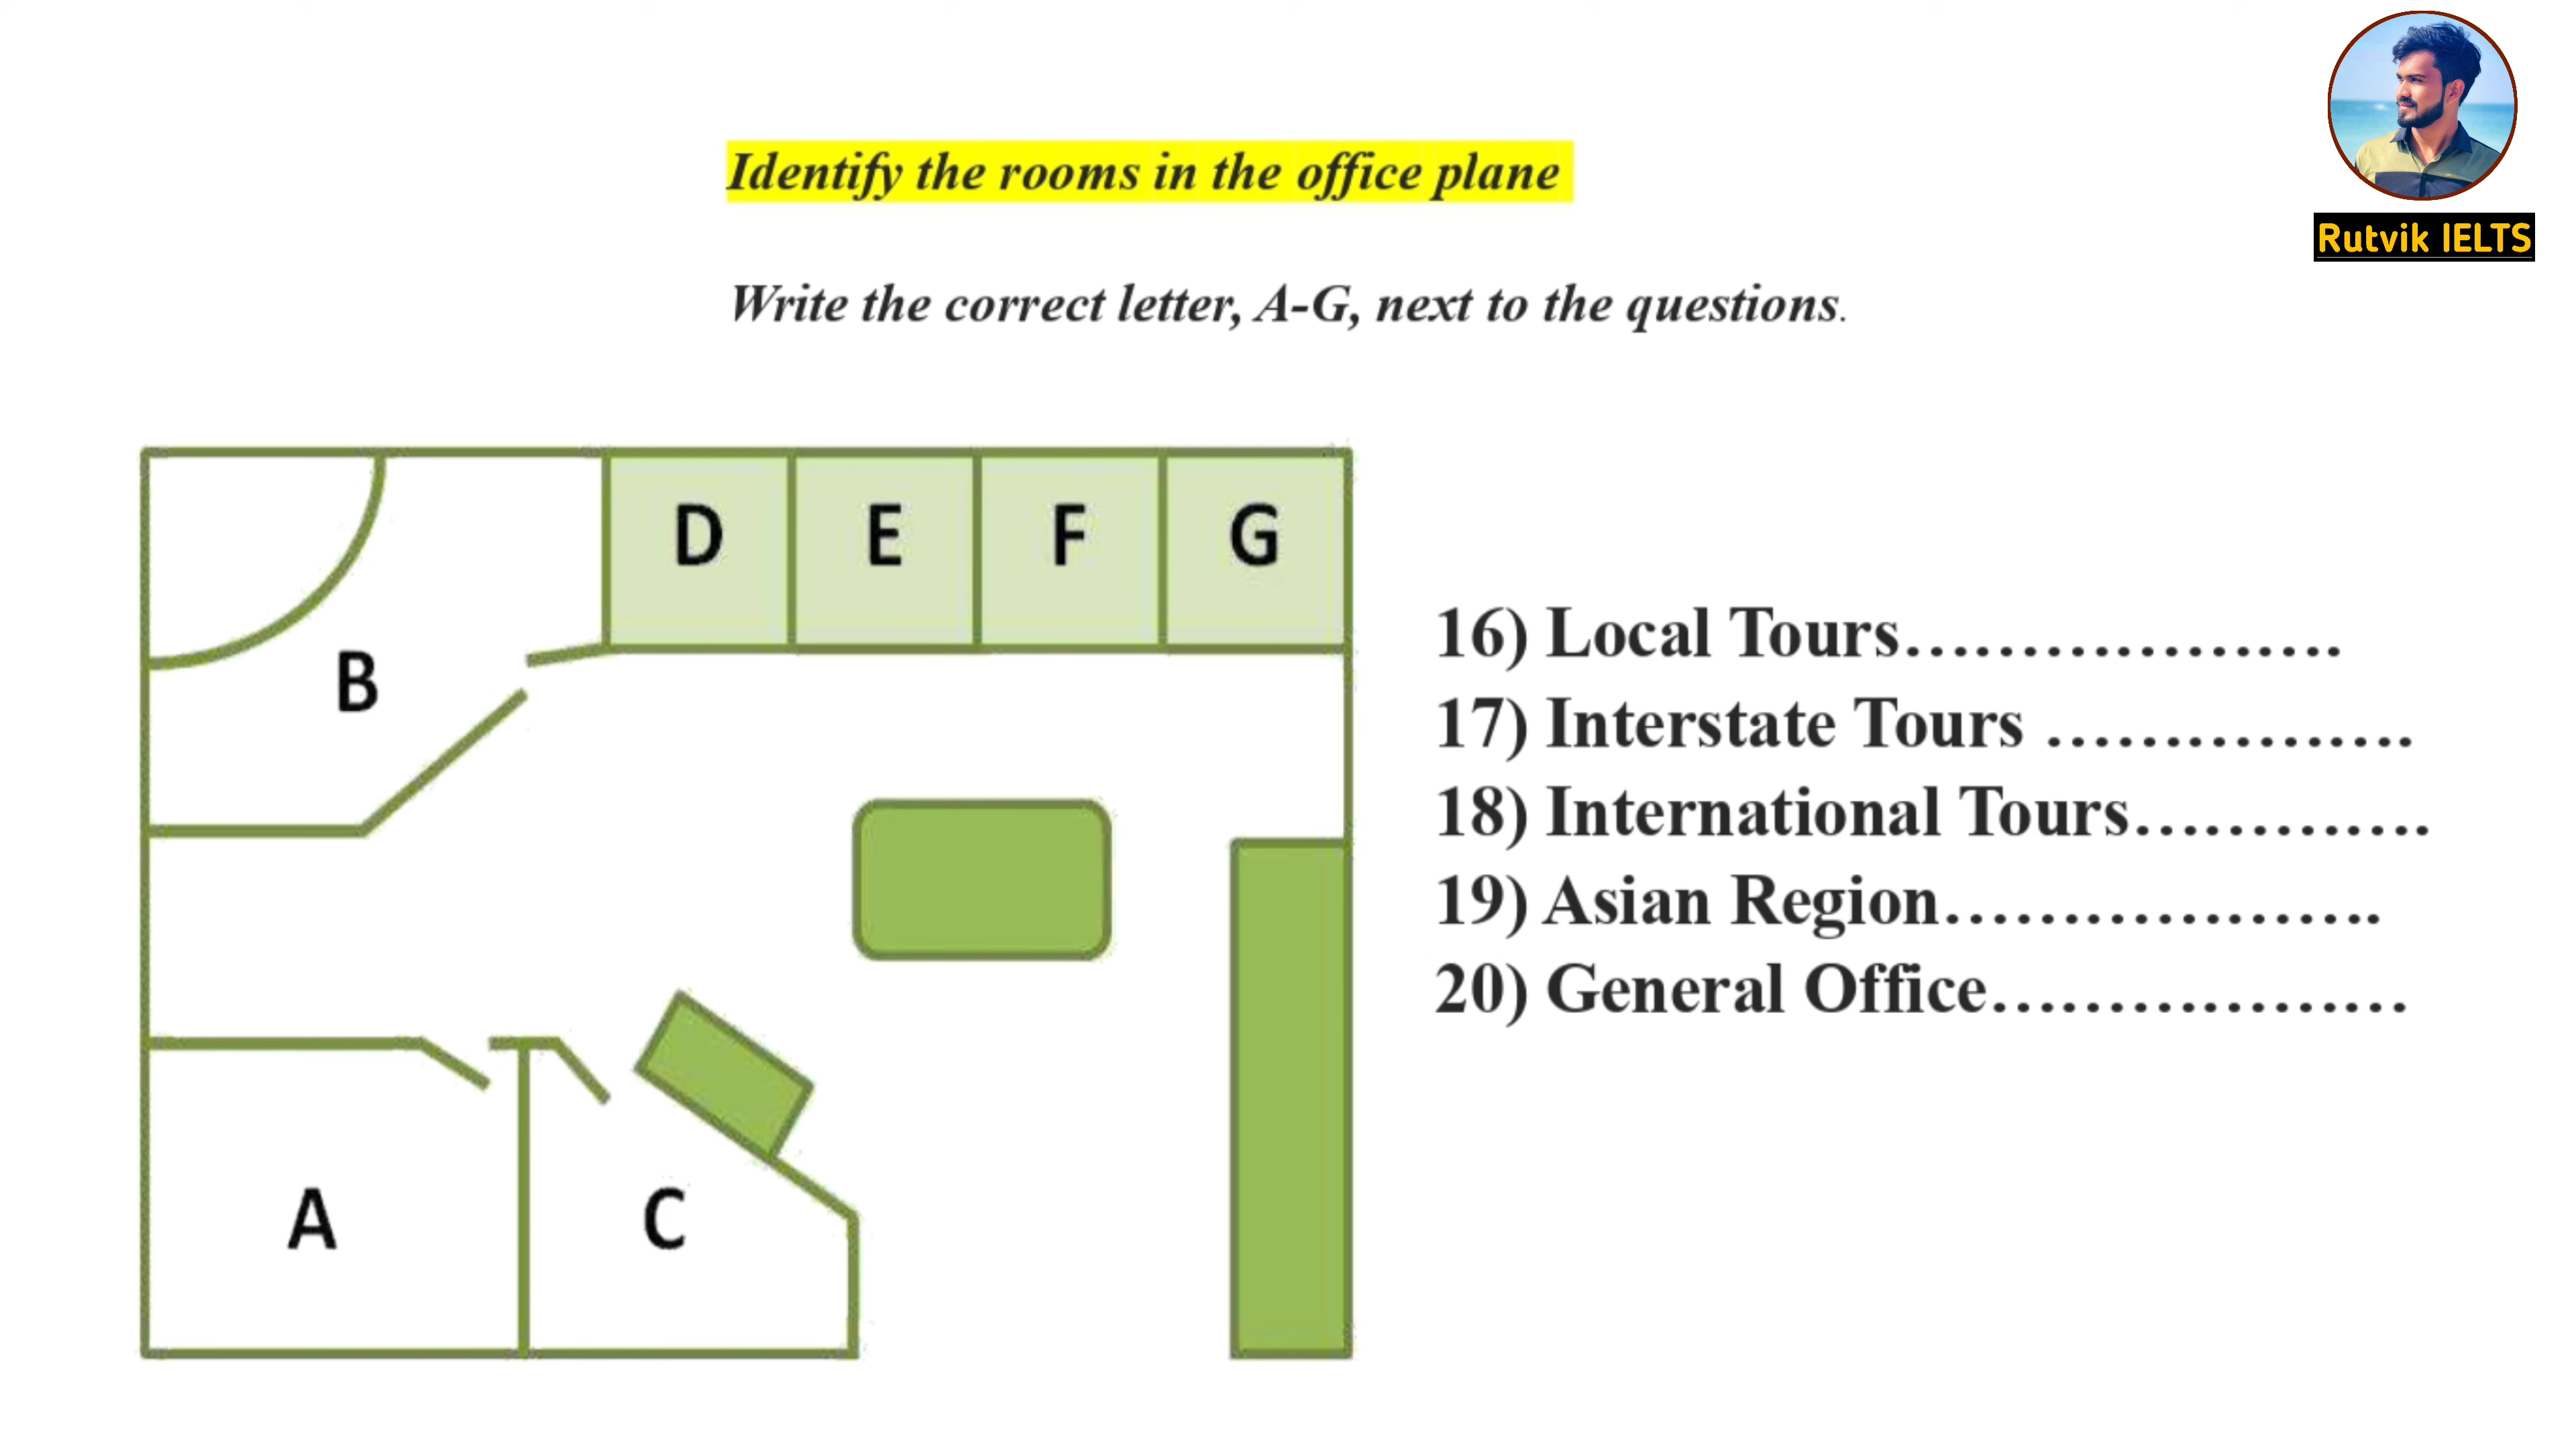 Rutvik IELTS
Identify the rooms in the office plane
Write the correct letter, A-G, next to the questions.
D E F G
B
A C
16) Local Tours………………..
17) Interstate Tours …………….
18) International Tours………….
19) Asian Region………………..
20) General Office………………